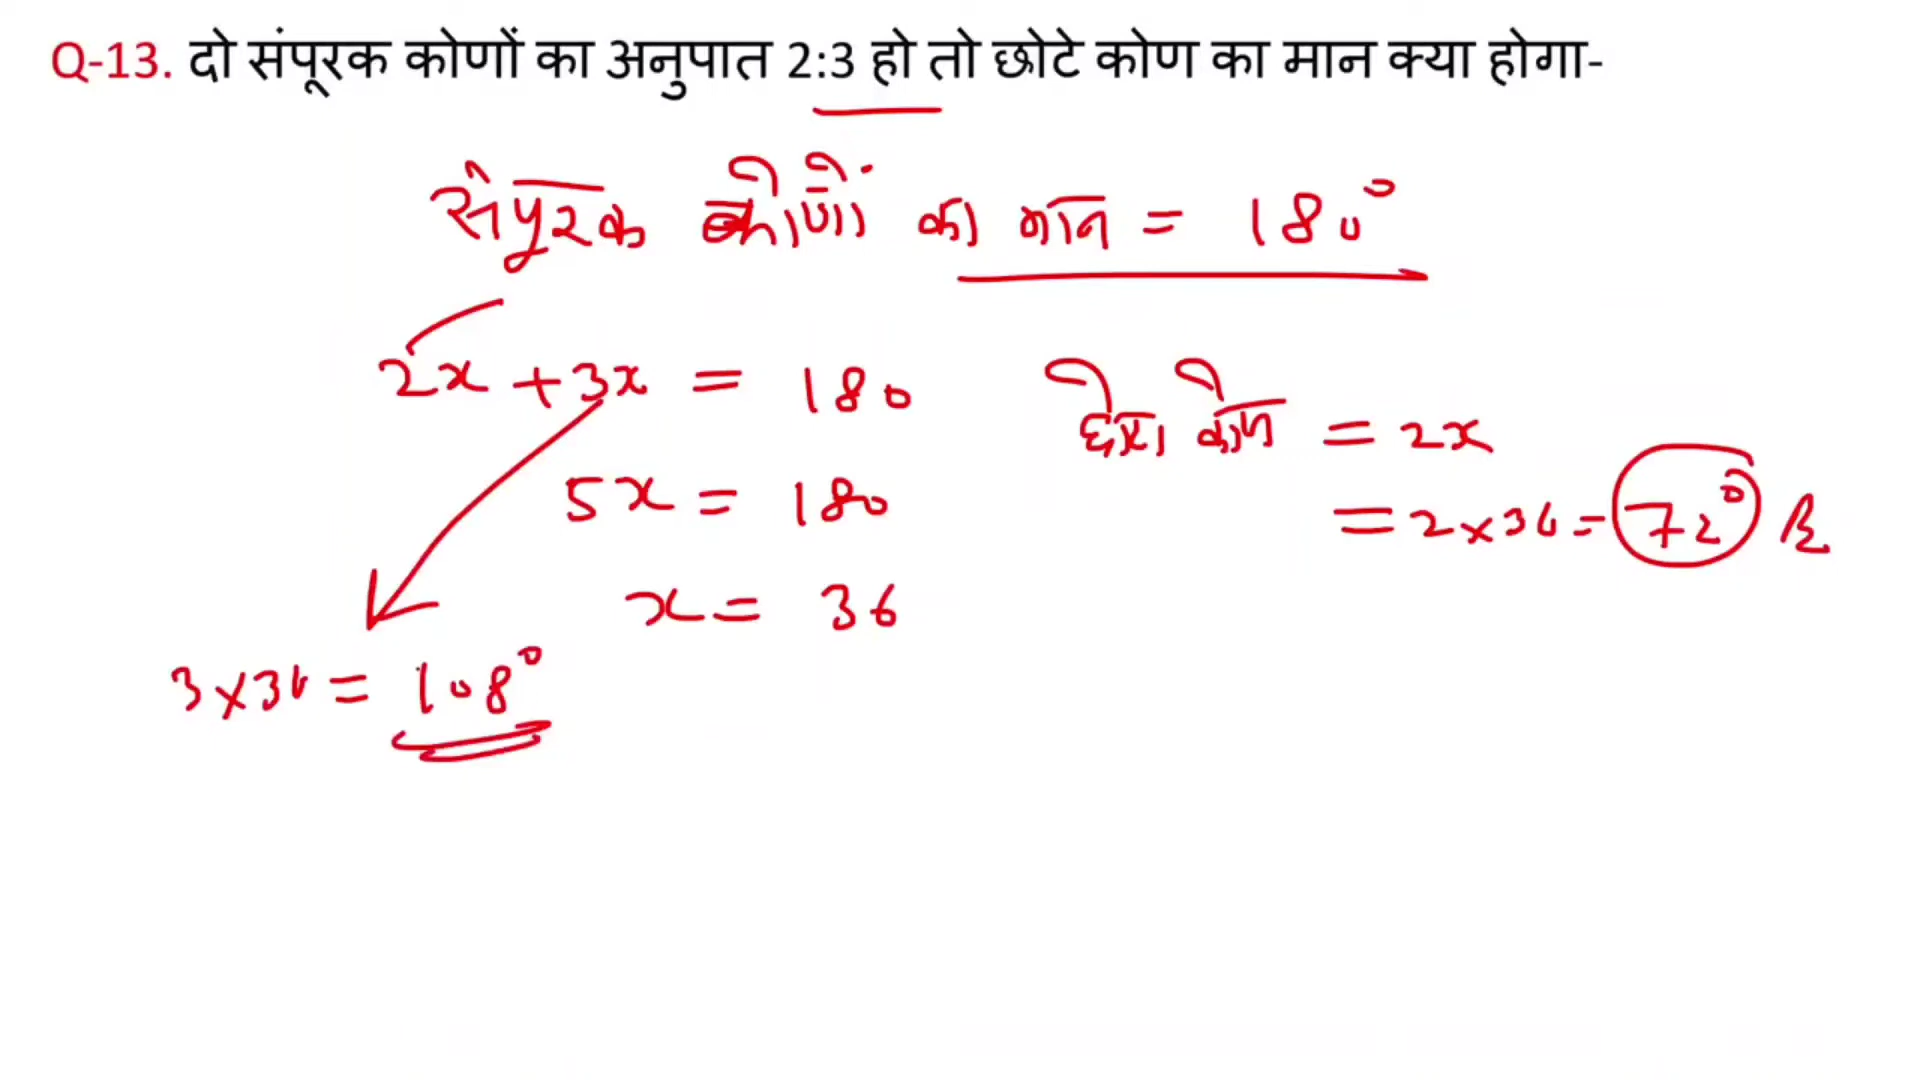 Q-13. दो संपूरक कोणों का अनुपात 2:3 हो तो छोटे कोण का मान क्या होगा-
संपुरक कोणों का मान = 180°
2x + 3x = 180
5x = 180
x = 36
3×36 = 108°
छोटा कोण = 2x
= 2×36 = 72°